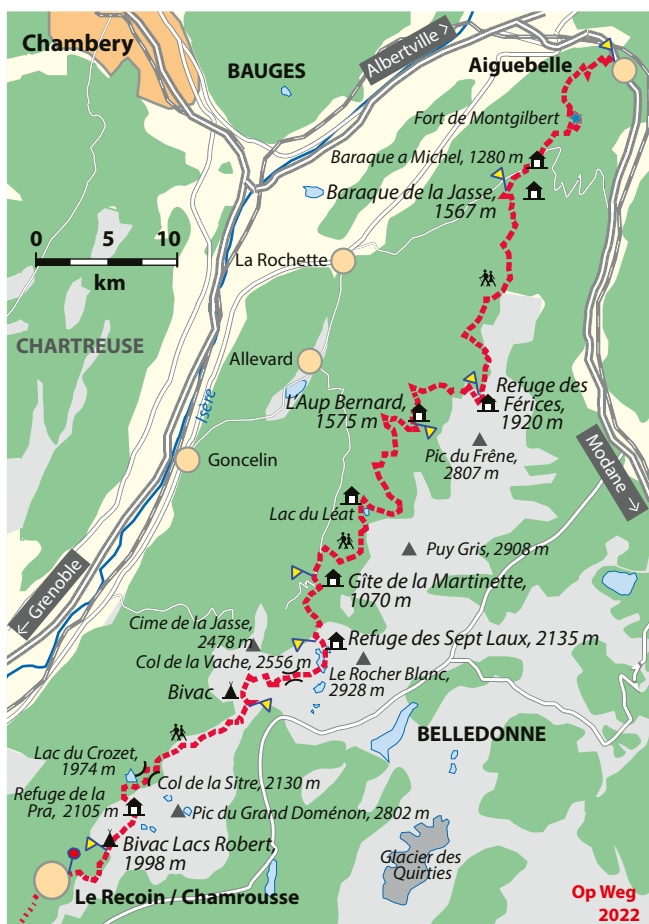 Chambery
BAUGES
Albertville >
Aiguebelle
Fort de Montgilbert
Baraque a Michel, 1280 m
Baraque de la Jasse,
1567 m
0 5 10
km
La Rochette
CHARTREUSE
Allevard
Isère
L'Aup Bernard,
1575 m
Refuge des
Férices,
1920 m
Goncelin
Pic du Frêne,
2807 m
Modane >
Lac du Léat
Puy Gris, 2908 m
< Grenoble
Gîte de la Martinette,
1070 m
Cime de la Jasse,
2478 m
Refuge des Sept Laux, 2135 m
Col de la Vache, 2556 m
Le Rocher Blanc,
2928 m
Bivac
BELLEDONNE
Lac du Crozet,
1974 m
Col de la Sitre, 2130 m
Refuge de la
Pra, 2105 m
Pic du Grand Doménon, 2802 m
Bivac Lacs Robert,
1998 m
Glacier des
Quirties
Le Recoin / Chamrousse
Op Weg
2022